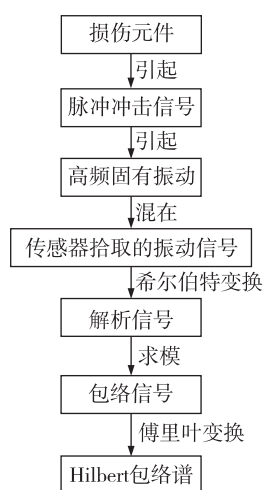 损伤元件
引起
脉冲冲击信号
引起
高频固有振动
混在
传感器拾取的振动信号
希尔伯特变换
解析信号
求模
包络信号
傅里叶变换
Hilbert包络谱